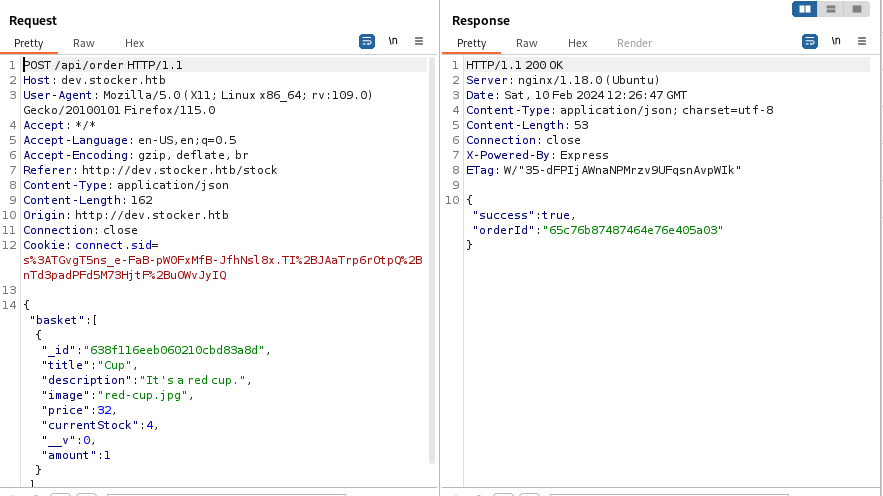 Request
Pretty Raw Hex \n
1 POST /api/order HTTP/1.1
2 Host: dev.stocker.htb
3 User-Agent: Mozilla/5.0 (X11; Linux x86_64; rv:109.0)
Gecko/20100101 Firefox/115.0
4 Accept: */*
5 Accept-Language: en-US,en;q=0.5
6 Accept-Encoding: gzip, deflate, br
7 Referer: http://dev.stocker.htb/stock
8 Content-Type: application/json
9 Content-Length: 162
10 Origin: http://dev.stocker.htb
11 Connection: close
12 Cookie: connect.sid=
s%3ATGvgT5ns_e-FaB-pW0FxMfB-JfhNsl8x.TI%2BJAaTrp6rOtpQ%2B
nTd3padPFd5M73HjtF%2BuOWvJyIQ
13
14 {
"basket":[
{
"_id":"638f116eeb060210cbd83a8d",
"title":"Cup",
"description":"It's a red cup.",
"image":"red-cup.jpg",
"price":32,
"currentStock":4,
"__v":0,
"amount":1
}
]
Response
Pretty Raw Hex Render \n
1 HTTP/1.1 200 OK
2 Server: nginx/1.18.0 (Ubuntu)
3 Date: Sat, 10 Feb 2024 12:26:47 GMT
4 Content-Type: application/json; charset=utf-8
5 Content-Length: 53
6 Connection: close
7 X-Powered-By: Express
8 ETag: W/"35-dFPIjAWnaNPMrzv9UFqsnAvpWIk"
9
10 {
"success":true,
"orderId":"65c76b87487464e76e405a03"
}